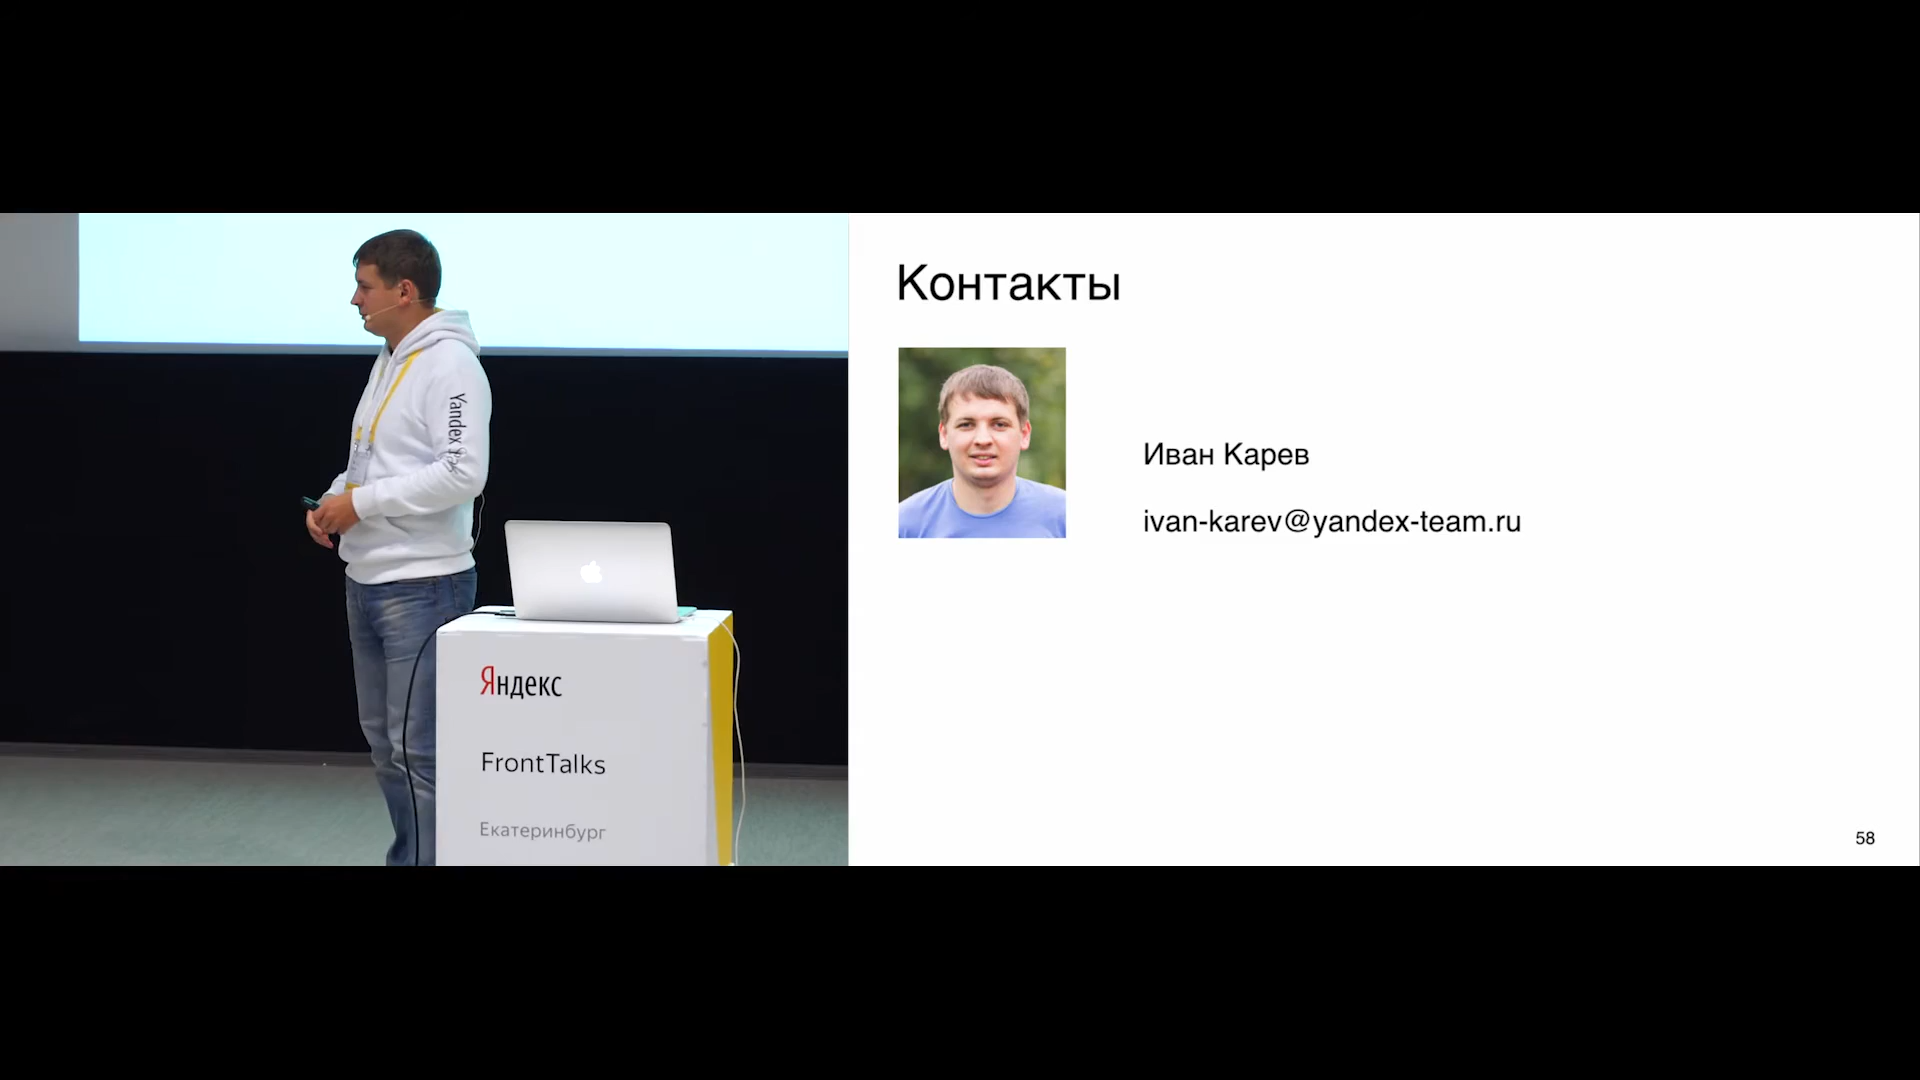 Yandex
Яндекс
FrontTalks
Екатеринбург
Контакты
Иван Карев
ivan-karev@yandex-team.ru
58